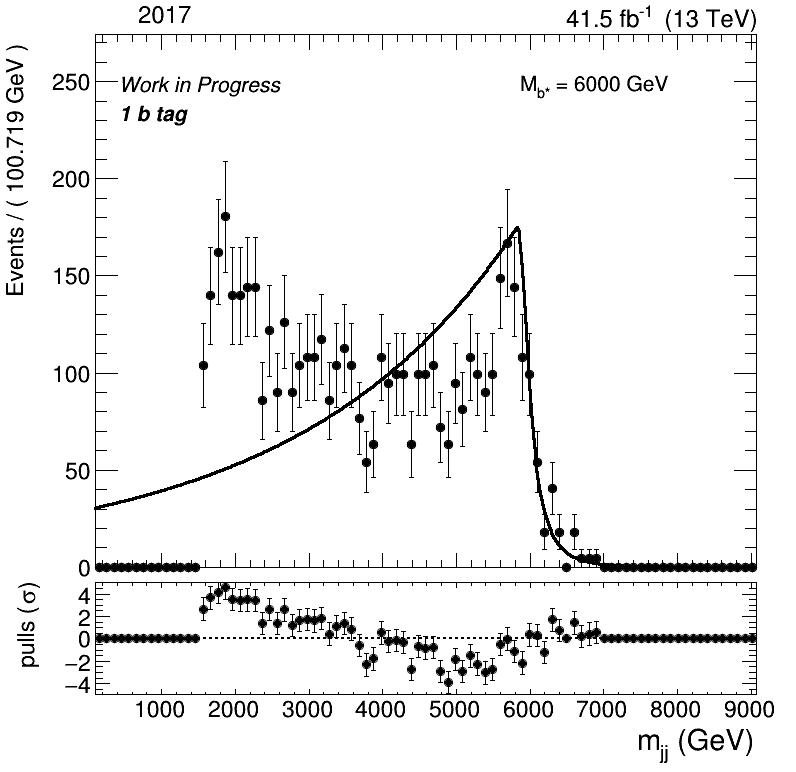 2017
41.5 fb⁻¹ (13 TeV)
Events / ( 100.719 GeV )
Work in Progress
1 b tag
M_b* = 6000 GeV
250
200
150
100
50
0
pulls (σ)
4
2
0
−2
−4
1000 2000 3000 4000 5000 6000 7000 8000 9000
m_jj (GeV)